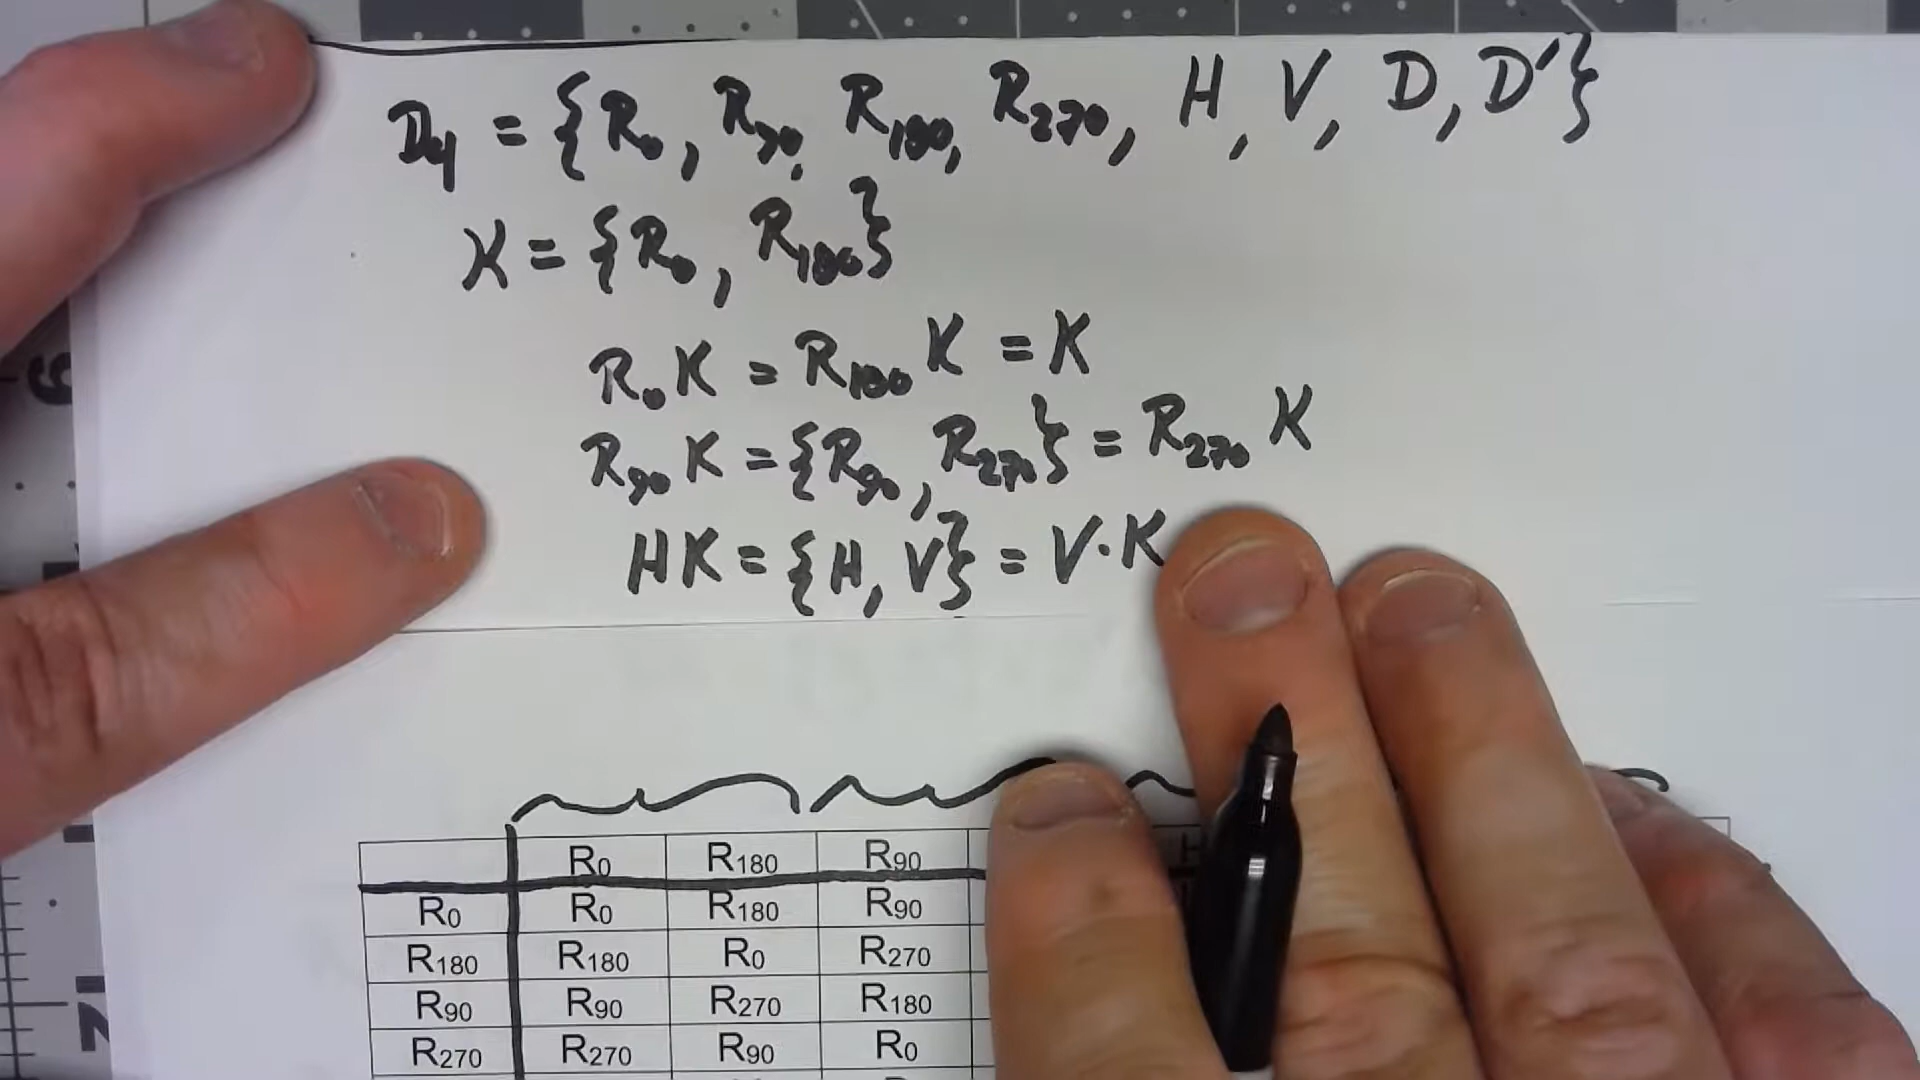 D₄ = {R₀, R₉₀, R₁₈₀, R₂₇₀, H, V, D, D'}
K = {R₀, R₁₈₀}
R₀K = R₁₈₀K = K
R₉₀K = {R₉₀, R₂₇₀} = R₂₇₀K
HK = {H, V} = V·K
R₀ R₁₈₀ R₉₀
R₀ R₀ R₁₈₀ R₉₀
R₁₈₀ R₁₈₀ R₀ R₂₇₀
R₉₀ R₉₀ R₂₇₀ R₁₈₀
R₂₇₀ R₂₇₀ R₉₀ R₀